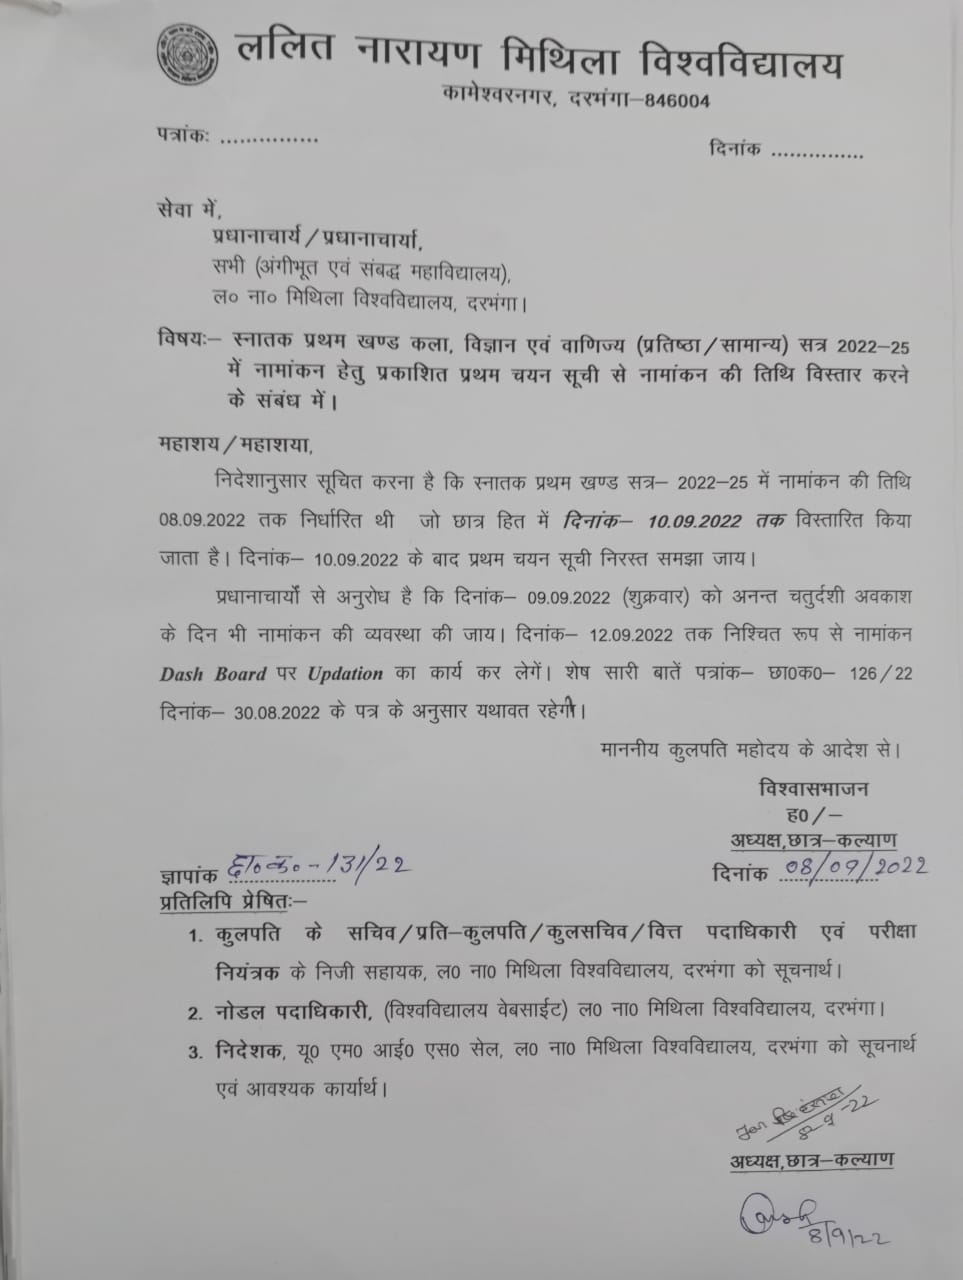 ललित नारायण मिथिला विश्वविद्यालय
कामेश्वरनगर, दरभंगा–846004
पत्रांकः ...............
दिनांक ...............
सेवा में,
प्रधानाचार्य/प्रधानाचार्या,
सभी (अंगीभूत एवं संबद्ध महाविद्यालय),
ल० ना० मिथिला विश्वविद्यालय, दरभंगा।
विषयः– स्नातक प्रथम खण्ड कला, विज्ञान एवं वाणिज्य (प्रतिष्ठा/सामान्य) सत्र 2022–25
में नामांकन हेतु प्रकाशित प्रथम चयन सूची से नामांकन की तिथि विस्तार करने
के संबंध में।
महाशय/महाशया,
निदेशानुसार सूचित करना है कि स्नातक प्रथम खण्ड सत्र– 2022–25 में नामांकन की तिथि
08.09.2022 तक निर्धारित थी जो छात्र हित में दिनांक– 10.09.2022 तक विस्तारित किया
जाता है। दिनांक– 10.09.2022 के बाद प्रथम चयन सूची निरस्त समझा जाय।
प्रधानाचार्यो से अनुरोध है कि दिनांक– 09.09.2022 (शुक्रवार) को अनन्त चतुर्दशी अवकाश
के दिन भी नामांकन की व्यवस्था की जाय। दिनांक– 12.09.2022 तक निश्चित रूप से नामांकन
Dash Board पर Updation का कार्य कर लेगें। शेष सारी बातें पत्रांक– छा0क0– 126/22
दिनांक– 30.08.2022 के पत्र के अनुसार यथावत रहेगी।
माननीय कुलपति महोदय के आदेश से।
विश्वासभाजन
ह0/–
अध्यक्ष,छात्र–कल्याण
ज्ञापांक छा०क०-131/22
दिनांक 08/09/2022
प्रतिलिपि प्रेषितः–
1. कुलपति के सचिव/प्रति–कुलपति/कुलसचिव/वित्त पदाधिकारी एवं परीक्षा
नियंत्रक के निजी सहायक, ल0 ना0 मिथिला विश्वविद्यालय, दरभंगा को सूचनार्थ।
2. नोडल पदाधिकारी, (विश्वविद्यालय वेबसाईट) ल0 ना0 मिथिला विश्वविद्यालय, दरभंगा।
3. निदेशक, यू0 एम0 आई0 एस0 सेल, ल0 ना0 मिथिला विश्वविद्यालय, दरभंगा को सूचनार्थ
एवं आवश्यक कार्यार्थ।
8-9-22
अध्यक्ष,छात्र–कल्याण
8/9/22